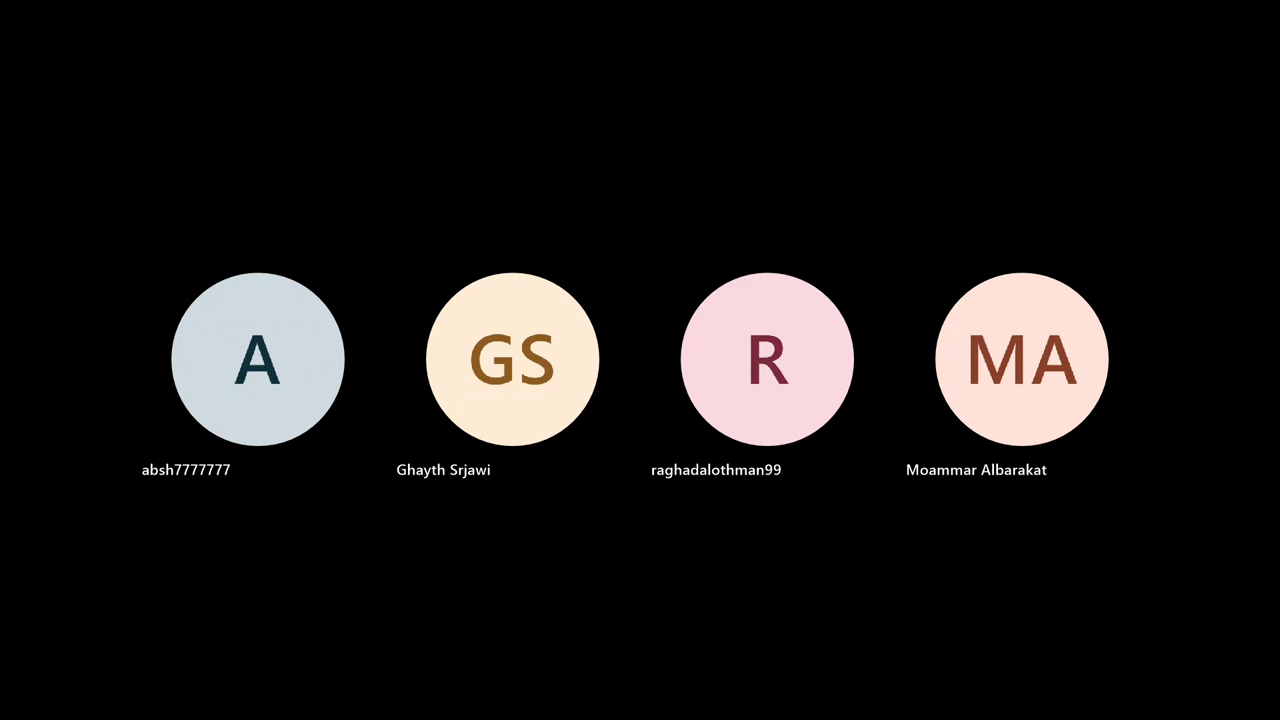 A
GS
R
MA
absh7777777
Ghayth Srjawi
raghadalothman99
Moammar Albarakat